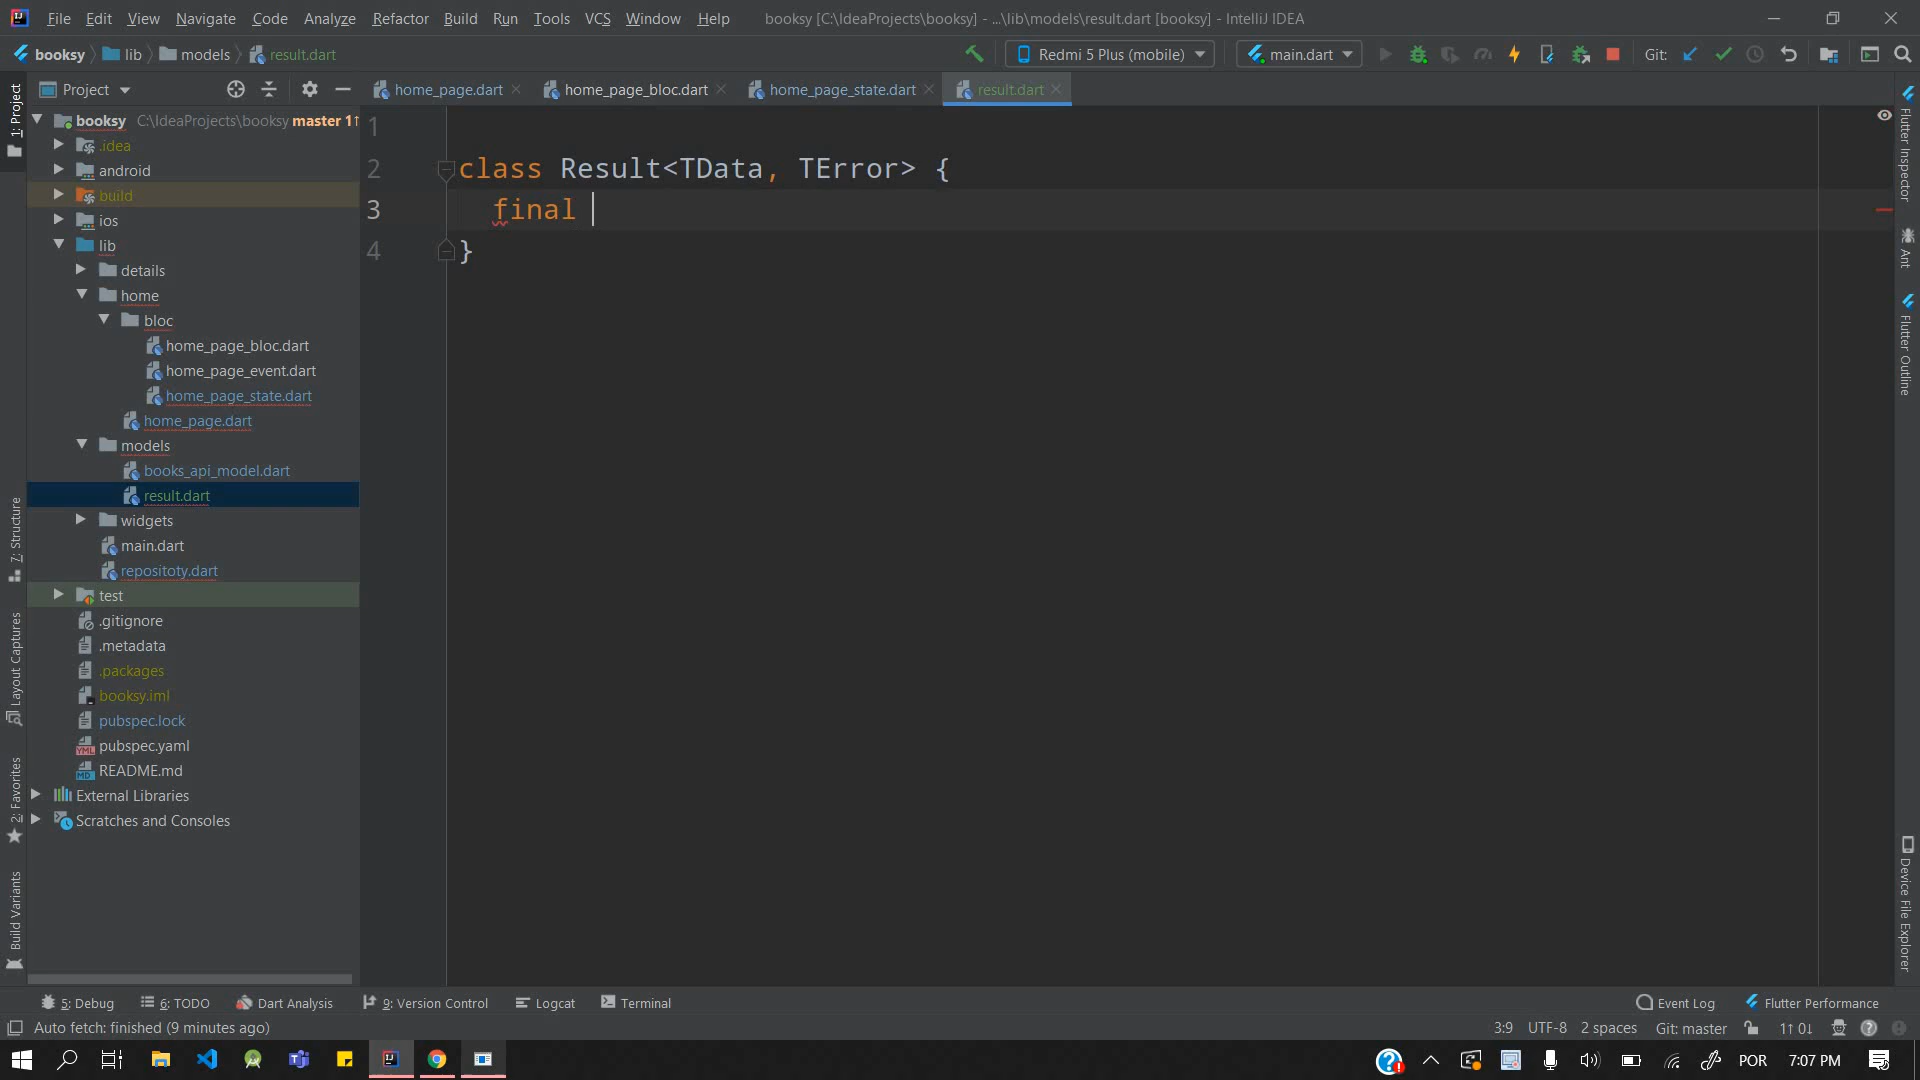 File Edit View Navigate Code Analyze Refactor Build Run Tools VCS Window Help booksy [C:\IdeaProjects\booksy] - ...\lib\models\result.dart [booksy] - IntelliJ IDEA
booksy lib models result.dart Redmi 5 Plus (mobile) main.dart Git:
Project home_page.dart home_page_bloc.dart home_page_state.dart result.dart
booksy C:\IdeaProjects\booksy master 1↑
.idea
android
build
ios
lib
details
home
bloc
home_page_bloc.dart
home_page_event.dart
home_page_state.dart
home_page.dart
models
books_api_model.dart
result.dart
widgets
main.dart
repositoty.dart
test
.gitignore
.metadata
.packages
booksy.iml
pubspec.lock
pubspec.yaml
README.md
External Libraries
Scratches and Consoles
1
2 class Result<TData, TError> {
3 final
4 }
1: Project
7: Structure
Layout Captures
2: Favorites
Build Variants
Flutter Inspector
Ant
Flutter Outline
Device File Explorer
5: Debug 6: TODO Dart Analysis 9: Version Control Logcat Terminal Event Log Flutter Performance
Auto fetch: finished (9 minutes ago) 3:9 UTF-8 2 spaces Git: master 1↑ 0↓
POR 7:07 PM